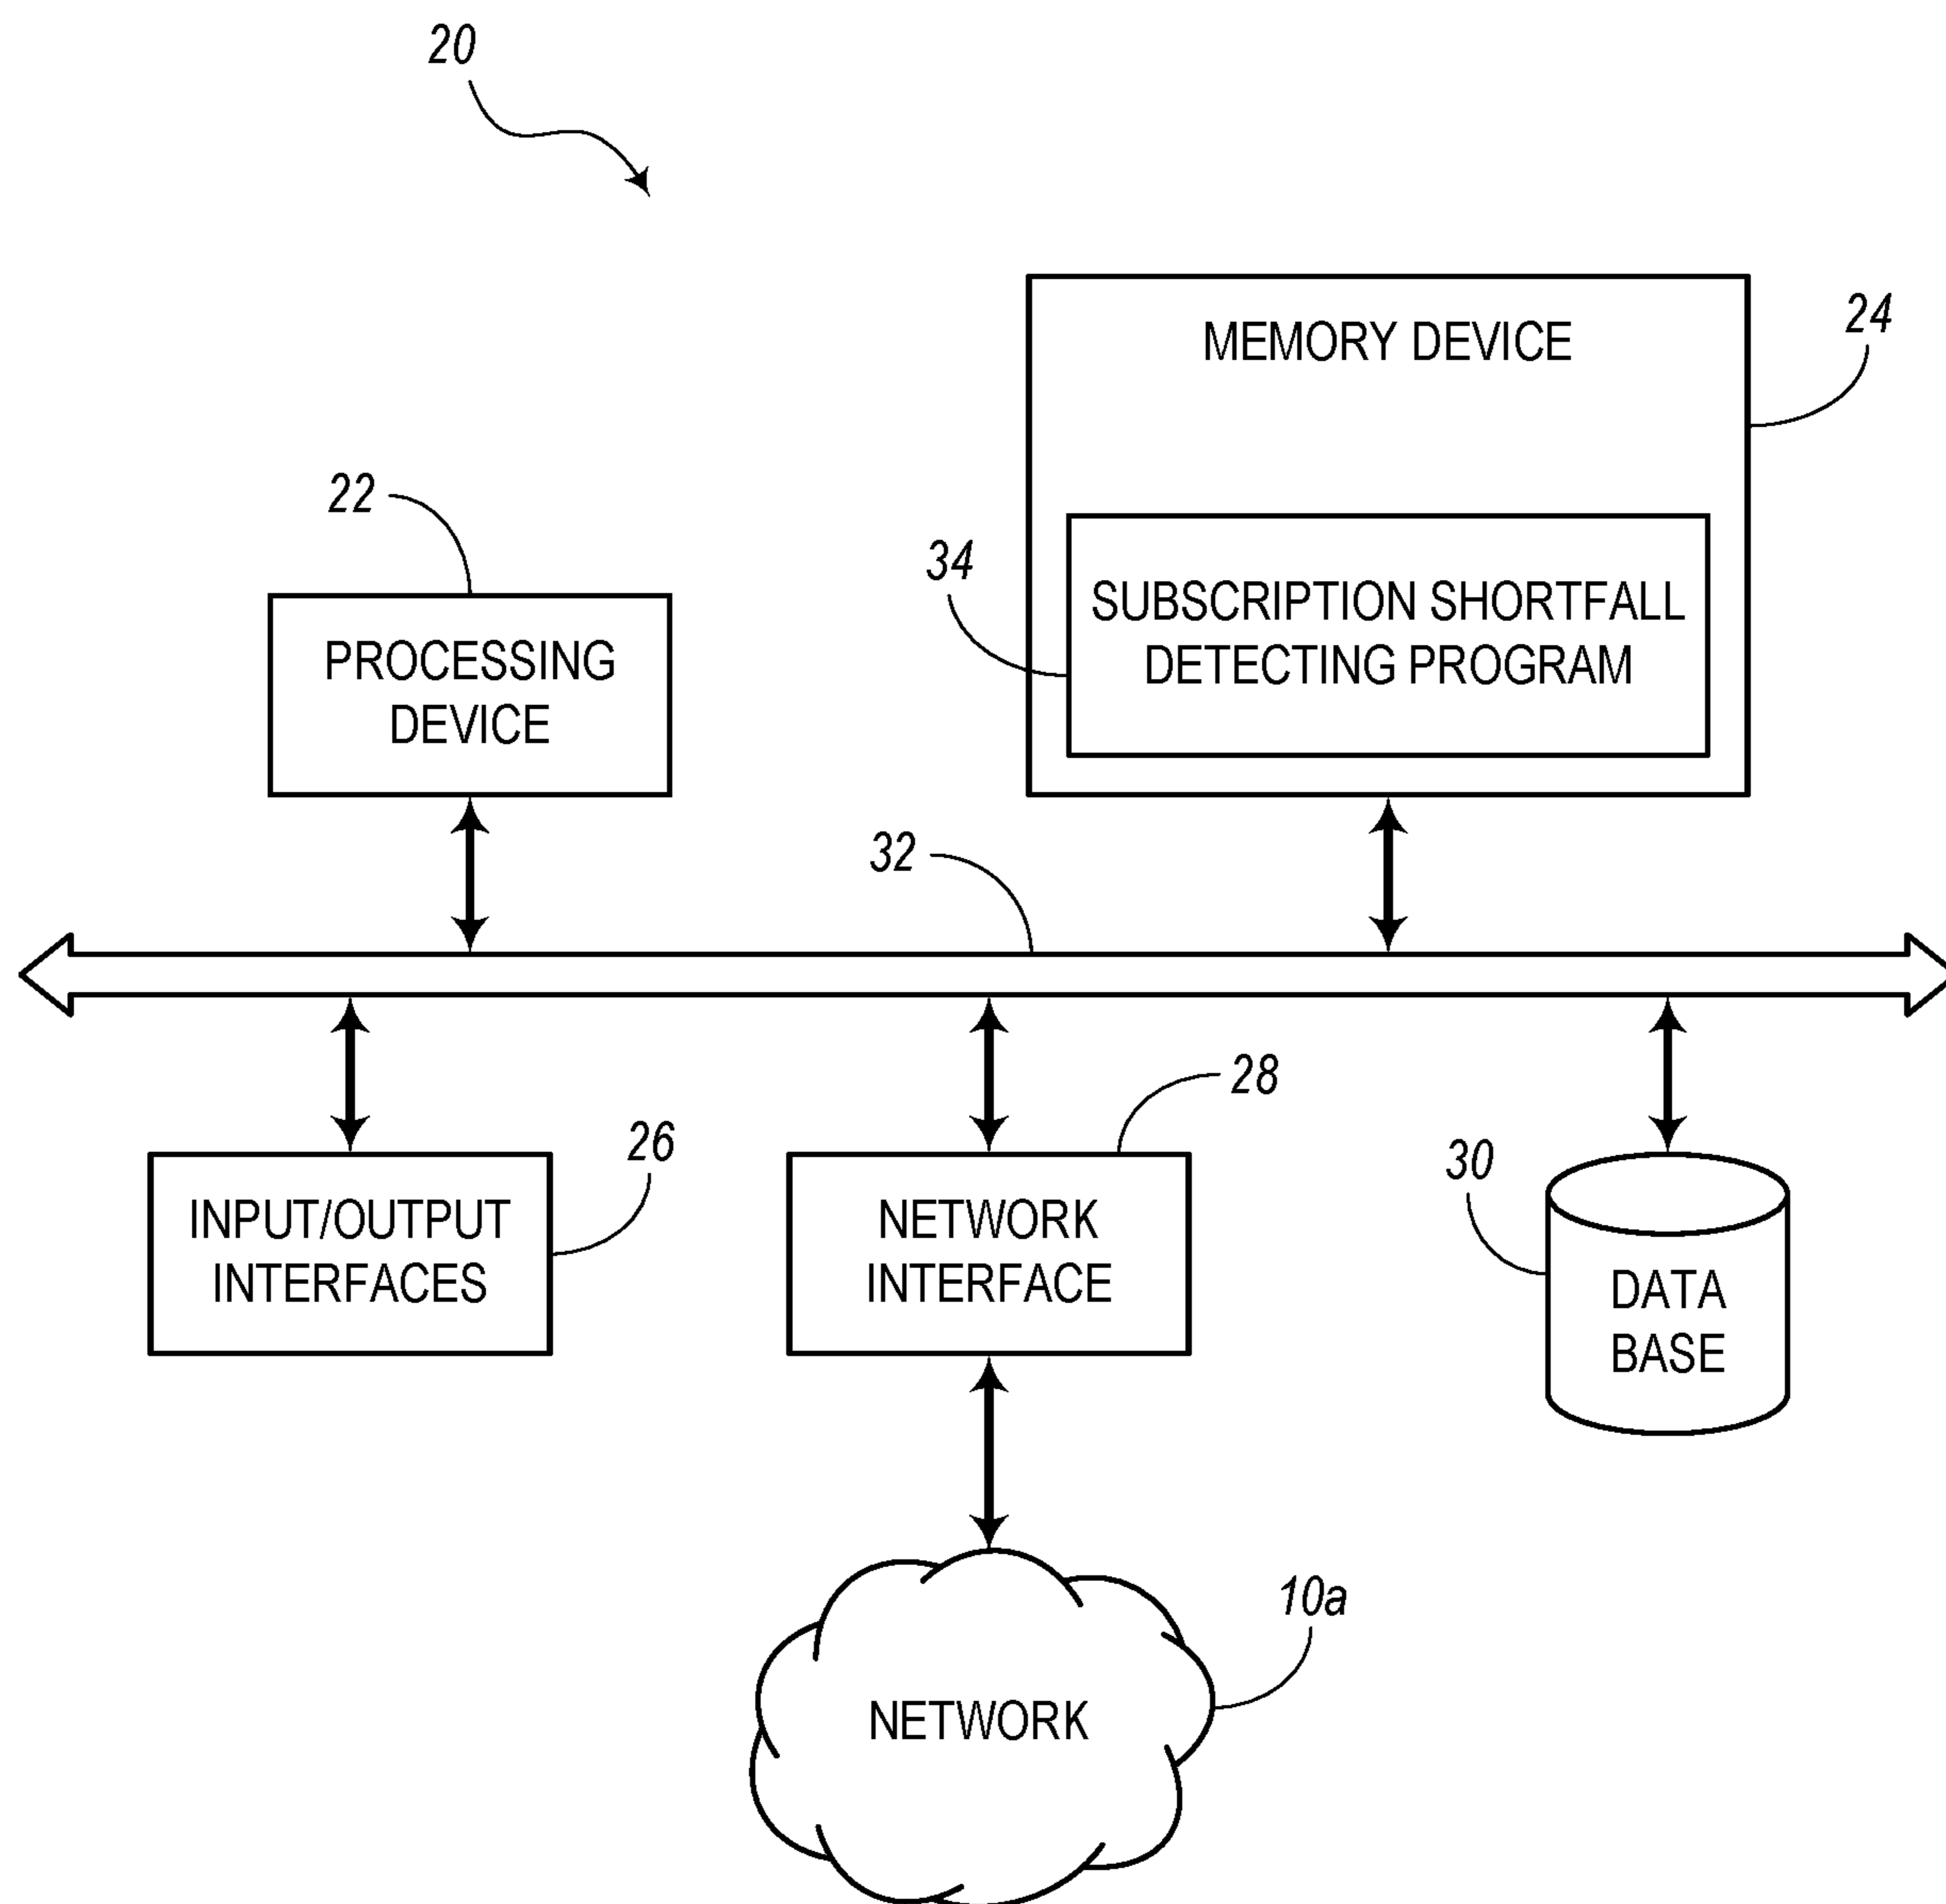 20
MEMORY DEVICE
24
22
34
SUBSCRIPTION SHORTFALL
DETECTING PROGRAM
PROCESSING
DEVICE
32
28
26
30
INPUT/OUTPUT
INTERFACES
NETWORK
INTERFACE
DATA
BASE
10a
NETWORK